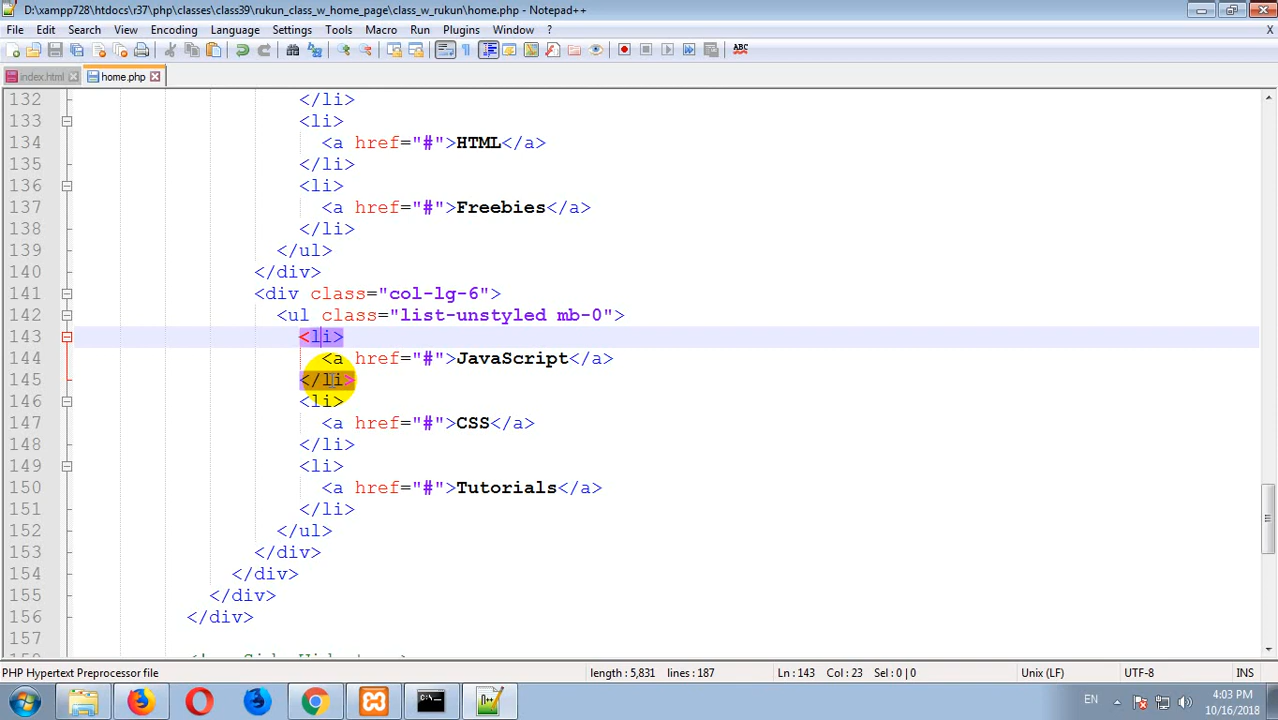 D:\xampp728\htdocs\r37\php\classes\class39\rukun_class_w_home_page\class_w_rukun\home.php - Notepad++
File Edit Search View Encoding Language Settings Tools Macro Run Plugins Window ? X
ABC
index.html home.php
132 </li>
133 <li>
134 <a href="#">HTML</a>
135 </li>
136 <li>
137 <a href="#">Freebies</a>
138 </li>
139 </ul>
140 </div>
141 <div class="col-lg-6">
142 <ul class="list-unstyled mb-0">
143 <li>
144 <a href="#">JavaScript</a>
145 </li>
146 <li>
147 <a href="#">CSS</a>
148 </li>
149 <li>
150 <a href="#">Tutorials</a>
151 </li>
152 </ul>
153 </div>
154 </div>
155 </div>
156 </div>
157
PHP Hypertext Preprocessor file length : 5,831 lines : 187 Ln : 143 Col : 23 Sel : 0 | 0 Unix (LF) UTF-8 INS
EN 4:03 PM
10/16/2018